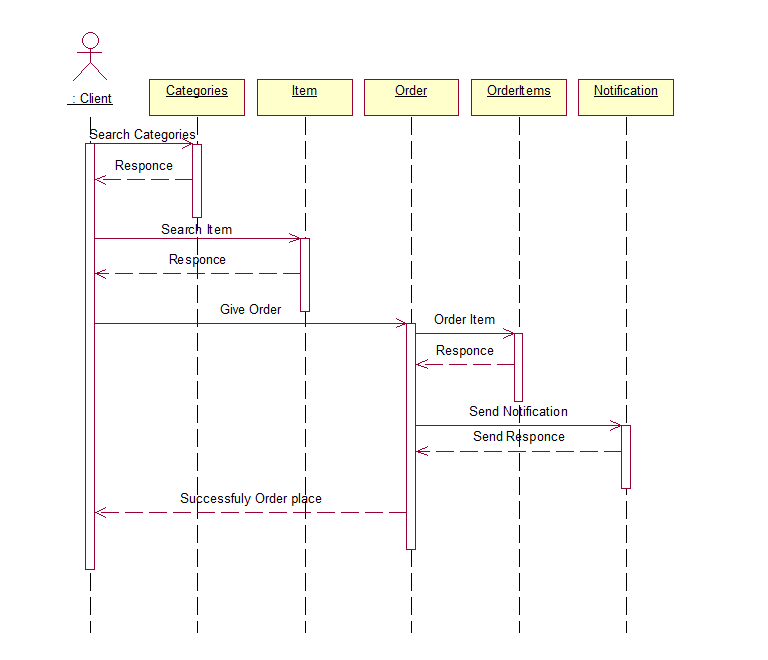 : Client
Categories
Item
Order
OrderItems
Notification
Search Categories
Responce
Search Item
Responce
Give Order
Order Item
Responce
Send Notification
Send Responce
Successfuly Order place